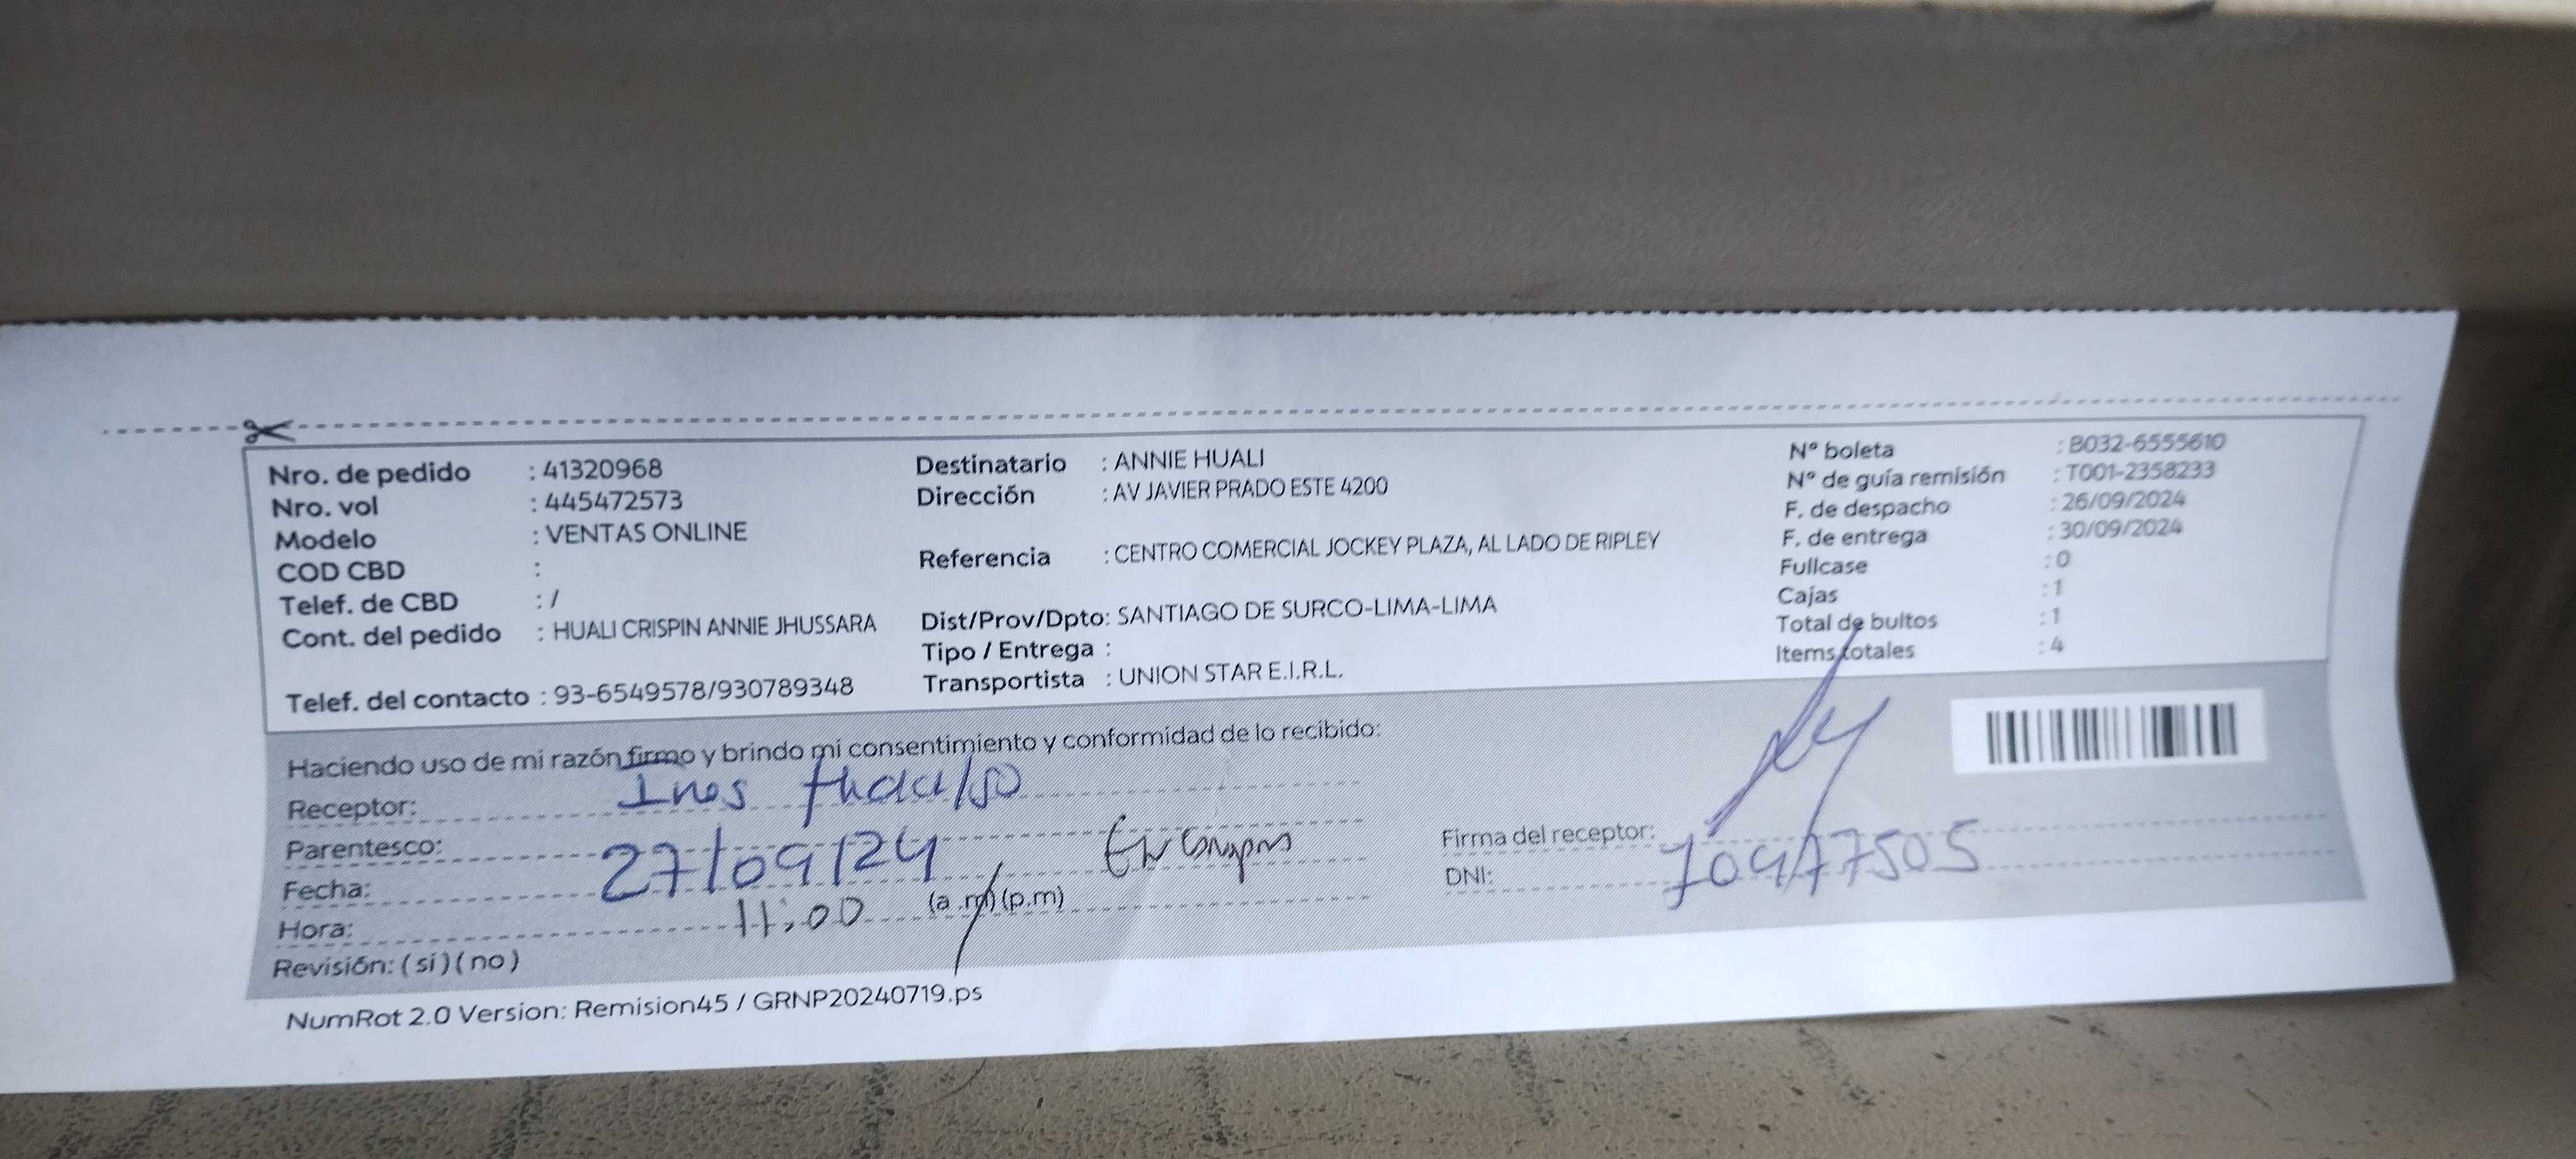 Nro. de pedido : 41320968
Nro. vol : 445472573
Modelo : VENTAS ONLINE
COD CBD :
Telef. de CBD : /
Cont. del pedido : HUALI CRISPIN ANNIE JHUSSARA
Telef. del contacto : 93-6549578/930789348
Destinatario : ANNIE HUALI
Dirección : AV JAVIER PRADO ESTE 4200
Referencia : CENTRO COMERCIAL JOCKEY PLAZA, AL LADO DE RIPLEY
Dist/Prov/Dpto: SANTIAGO DE SURCO-LIMA-LIMA
Tipo / Entrega :
Transportista : UNION STAR E.I.R.L.
N° boleta : B032-6555610
N° de guía remisión : T001-2358233
F. de despacho : 26/09/2024
F. de entrega : 30/09/2024
Fullcase : 0
Cajas : 1
Total de bultos : 1
Items totales : 4
Haciendo uso de mi razón firmo y brindo mi consentimiento y conformidad de lo recibido:
Receptor: Ines
Parentesco:
Fecha: 27/09/24
Hora: 11:00 (a.m) (p.m)
Revisión: (si) (no)
Firma del receptor:
DNI: 70477505
NumRot 2.0 Version: Remision45 / GRNP20240719.ps